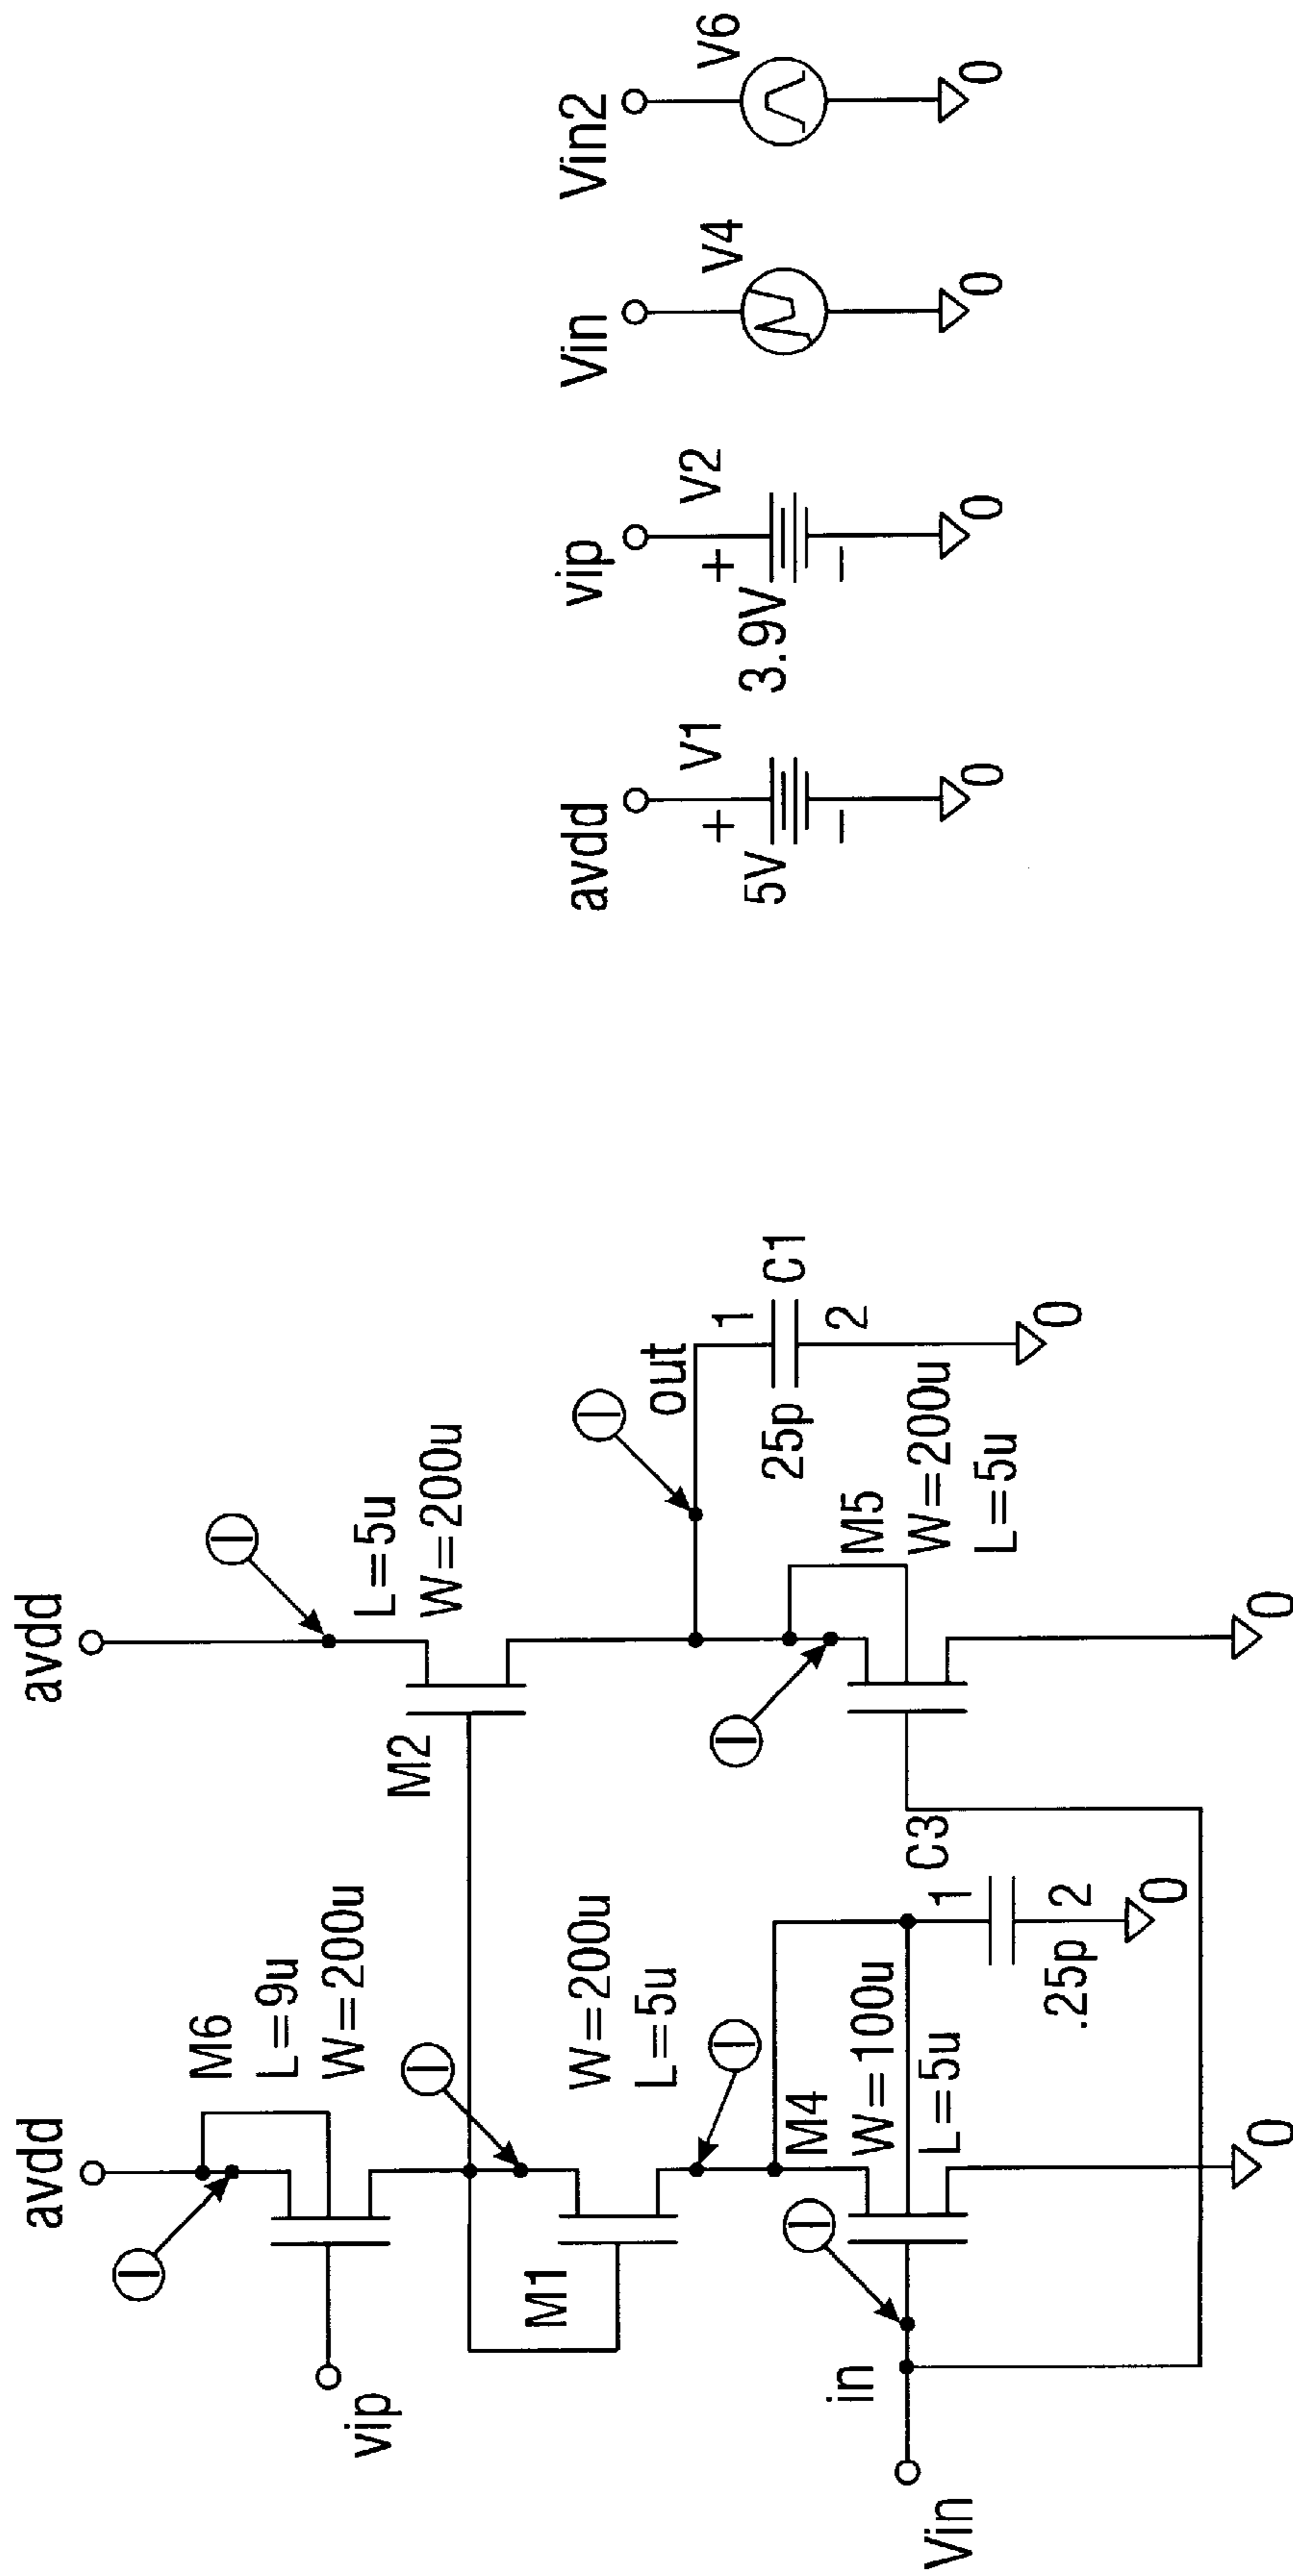 avdd
M6
L=9u
W=200u
vip
M1
W=200u
L=5u
M4
W=100u
L=5u
in
Vin
0
C3
1
.25p
2
0
avdd
L=5u
W=200u
M2
out
1
C1
25p
2
0
M5
W=200u
L=5u
0
avdd
V1
+
5V
−
0
vip
V2
+
3.9V
−
0
Vin
V4
0
Vin2
V6
0